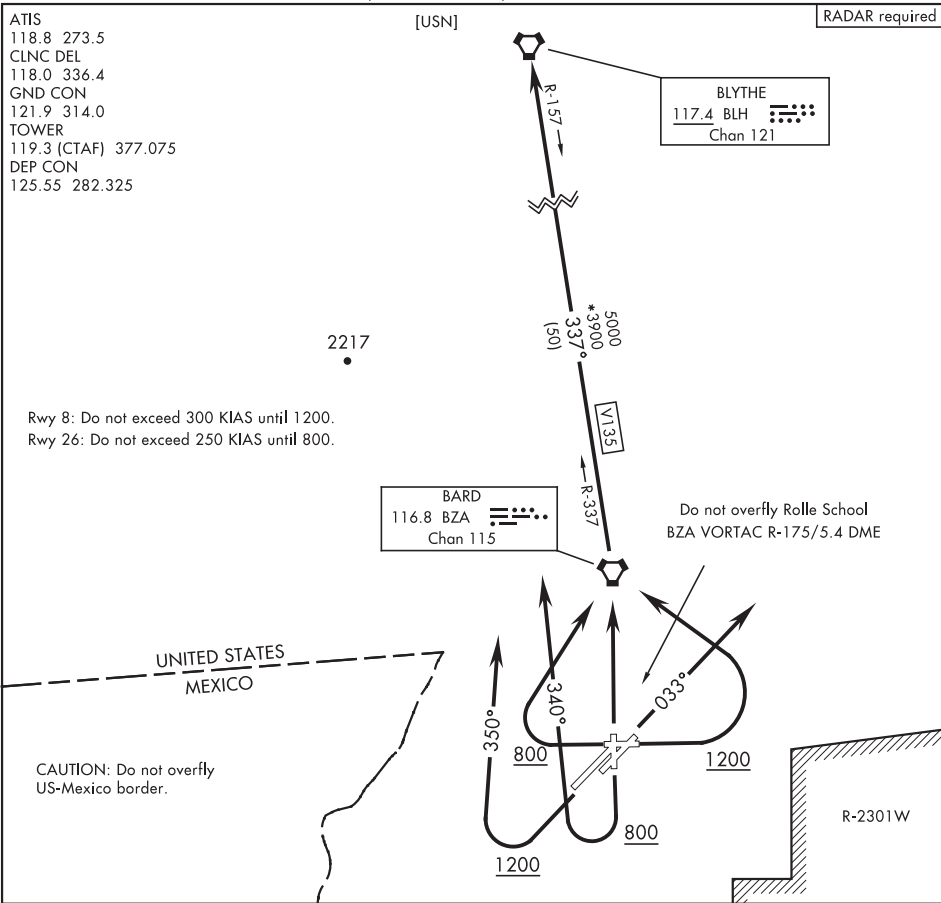 [USN]
RADAR required
ATIS
118.8 273.5
CLNC DEL
118.0 336.4
GND CON
121.9 314.0
TOWER
119.3 (CTAF) 377.075
DEP CON
125.55 282.325
BLYTHE
117.4 BLH
Chan 121
R-157
5000
*3900
337°
(50)
2217
Rwy 8: Do not exceed 300 KIAS until 1200.
Rwy 26: Do not exceed 250 KIAS until 800.
V135
R-337
BARD
116.8 BZA
Chan 115
Do not overfly Rolle School
BZA VORTAC R-175/5.4 DME
UNITED STATES
MEXICO
350°
340°
033°
800
1200
CAUTION: Do not overfly
US-Mexico border.
R-2301W
800
1200